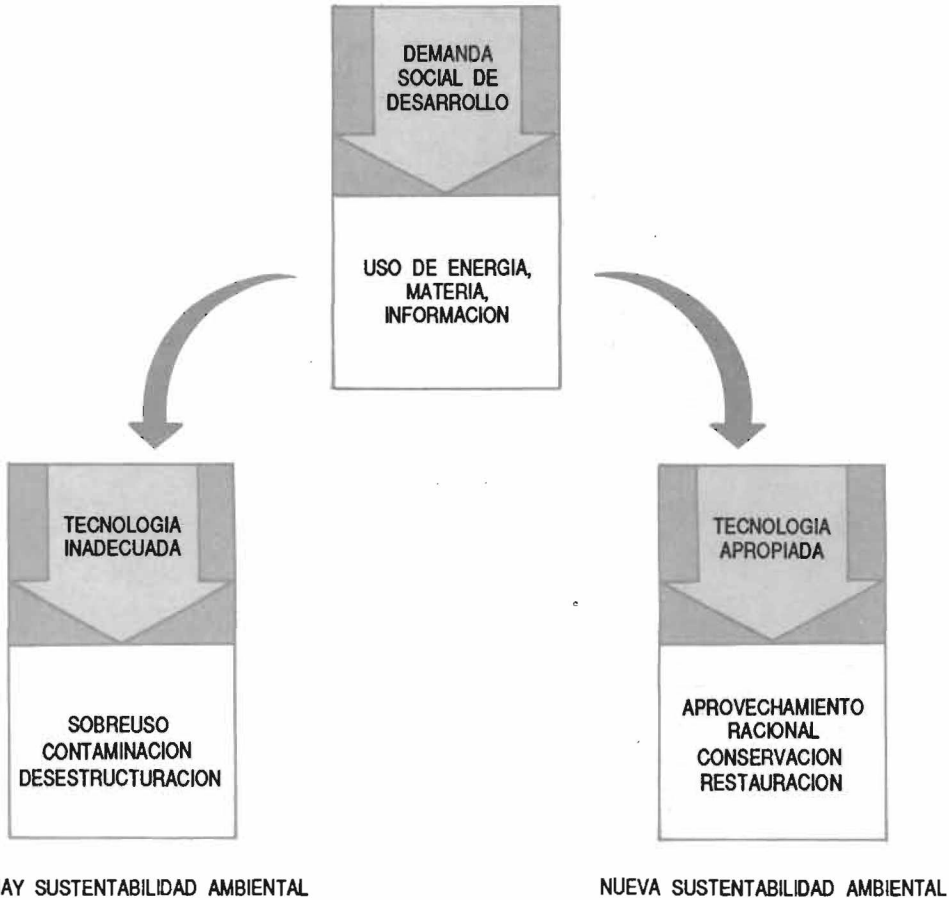 DEMANDA
SOCIAL DE
DESARROLLO
USO DE ENERGIA,
MATERIA,
INFORMACION
TECNOLOGIA
INADECUADA
TECNOLOGIA
APROPIADA
SOBREUSO
CONTAMINACION
DESESTRUCTURACION
APROVECHAMIENTO
RACIONAL
CONSERVACION
RESTAURACION
AY SUSTENTABILIDAD AMBIENTAL
NUEVA SUSTENTABILIDAD AMBIENTAL